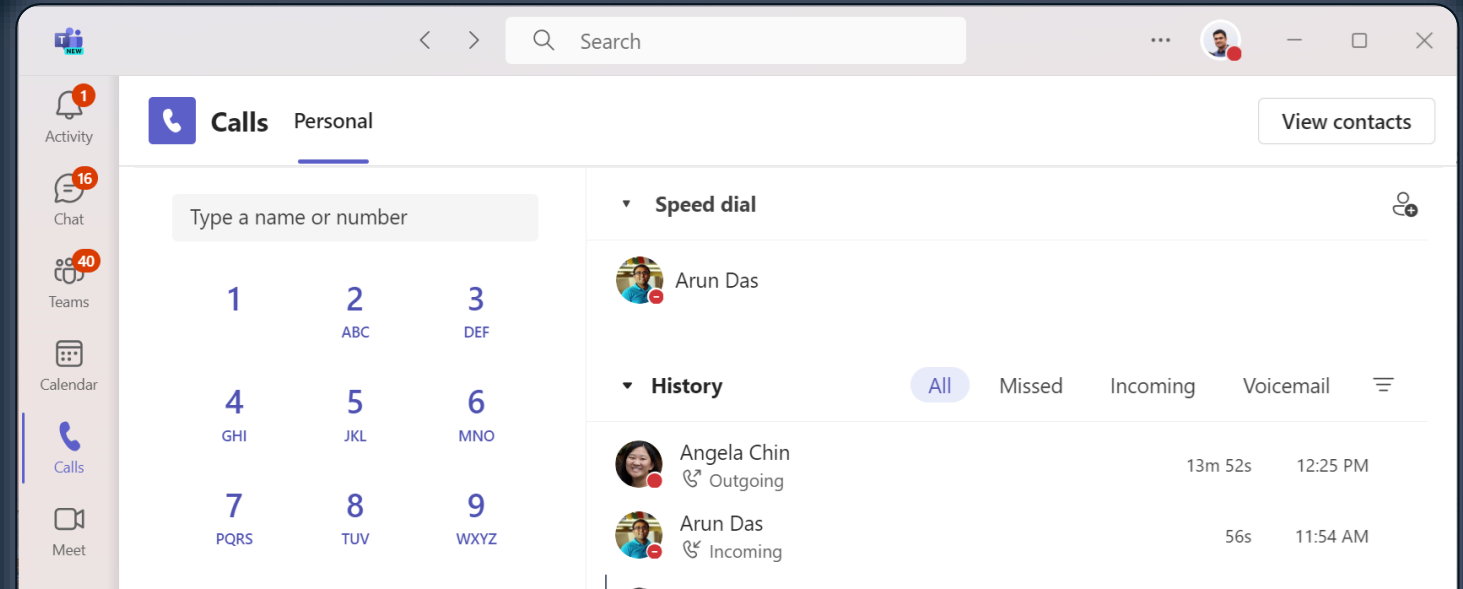 T
NEW
Search
1
Activity
16
Chat
40
Teams
Calendar
Calls
Meet
Calls Personal
View contacts
Type a name or number
1 2 3
ABC DEF
4 5 6
GHI JKL MNO
7 8 9
PQRS TUV WXYZ
Speed dial
Arun Das
History All Missed Incoming Voicemail
Angela Chin
Outgoing 13m 52s 12:25 PM
Arun Das
Incoming 56s 11:54 AM